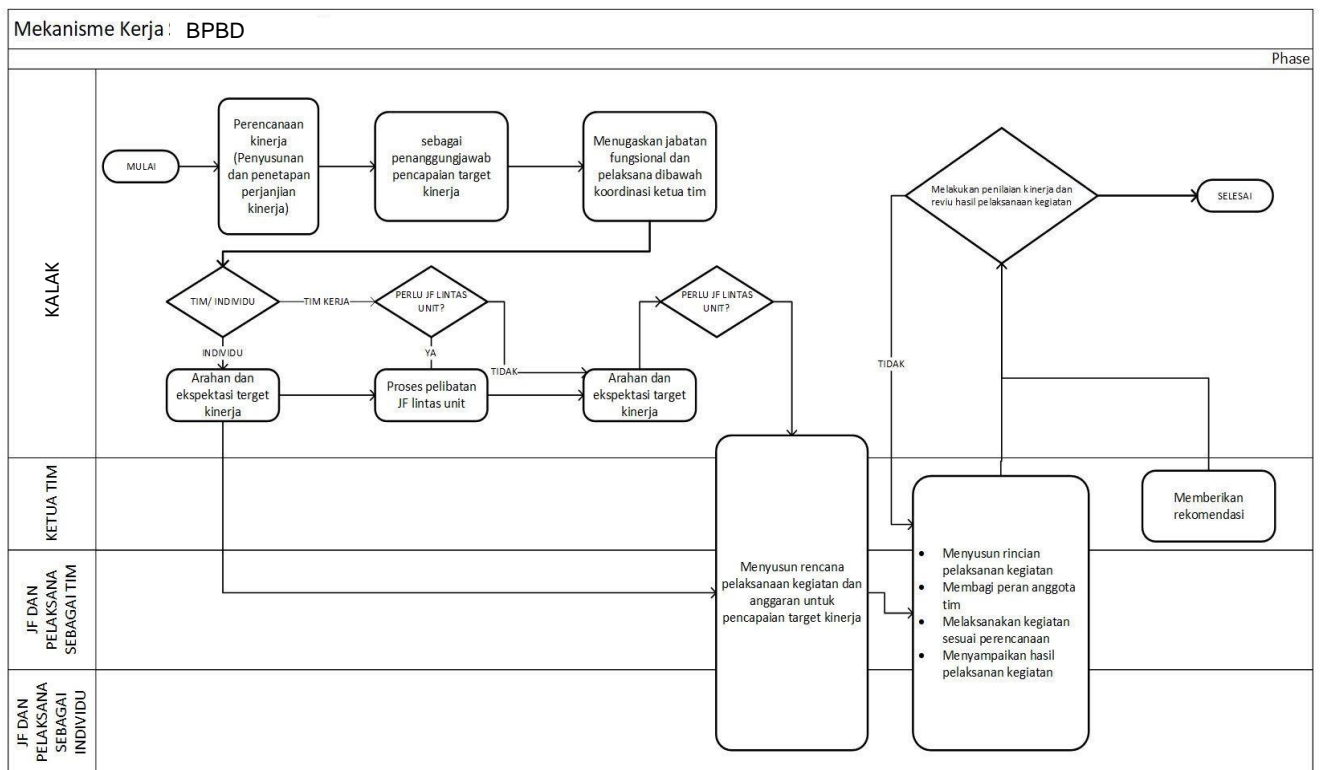 Mekanisme Kerja : BPBD
Phase
KALAK
MULAI
Perencanaan
kinerja
(Penyusunan
dan penetapan
perjanjian
kinerja)
sebagai
penanggungjawab
pencapaian target
kinerja
Menugaskan jabatan
fungsional dan
pelaksana dibawah
koordinasi ketua tim
Melakukan penilaian kinerja dan
reviu hasil pelaksanaan kegiatan
SELESAI
TIM/ INDIVIDU
TIM KERJA
PERLU JF LINTAS
UNIT?
PERLU JF LINTAS
UNIT?
INDIVIDU
YA
TIDAK
TIDAK
Arahan dan
ekspektasi terget
kinerja
Proses pelibatan
JF lintas unit
Arahan dan
ekspektasi target
kinerja
KETUA TIM
Memberikan
rekomendasi
JF DAN
PELAKSANA
SEBAGAI TIM
Menyusun rencana
pelaksanaan kegiatan dan
anggaran untuk
pencapaian target kinerja
• Menyusun rincian
pelaksanan kegiatan
• Membagi peran anggota
tim
• Melaksanakan kegiatan
sesuai perencanaan
• Menyampaikan hasil
pelaksanan kegiatan
JF DAN
PELAKSANA
SEBAGAI
INDIVIDU